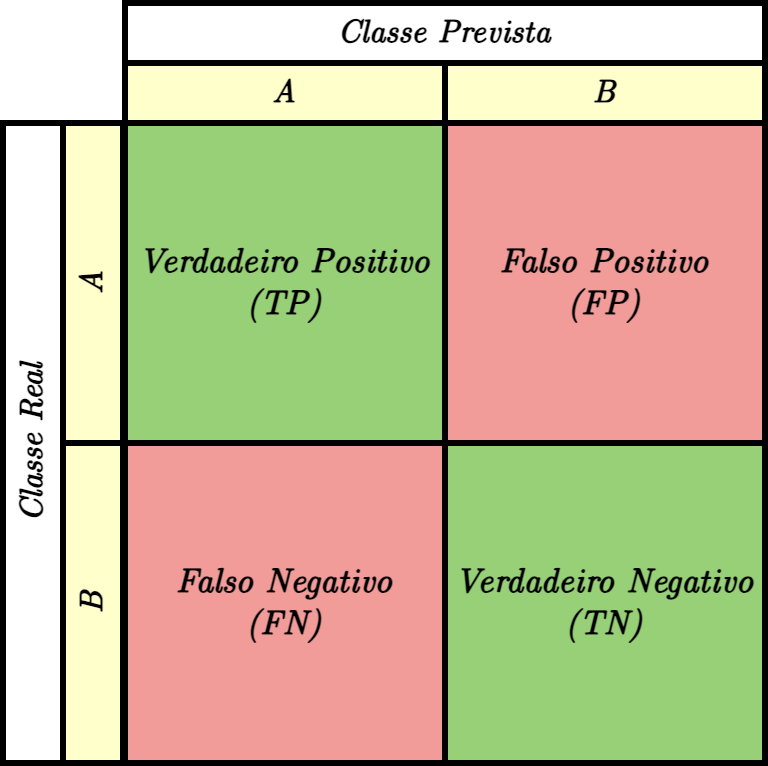 Classe Prevista
A
B
Classe Real
A
Verdadeiro Positivo
(TP)
Falso Positivo
(FP)
B
Falso Negativo
(FN)
Verdadeiro Negativo
(TN)